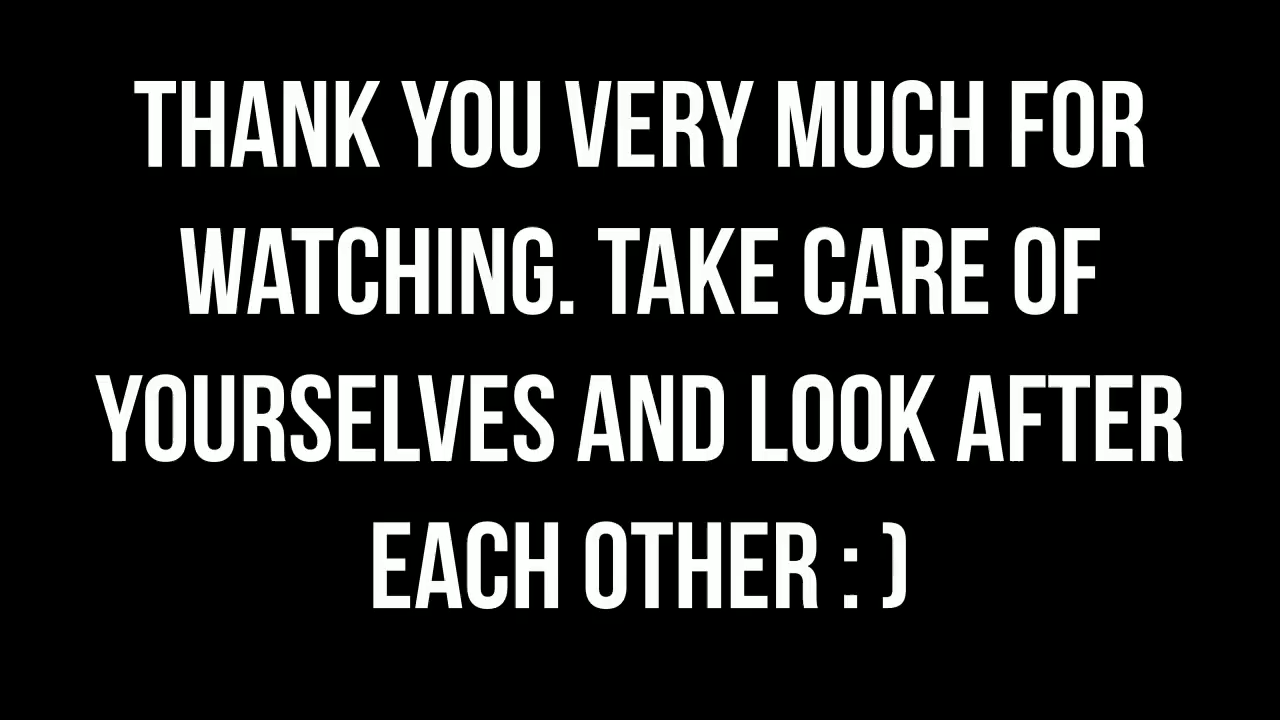 THANK YOU VERY MUCH FOR
WATCHING. TAKE CARE OF
YOURSELVES AND LOOK AFTER
EACH OTHER : )